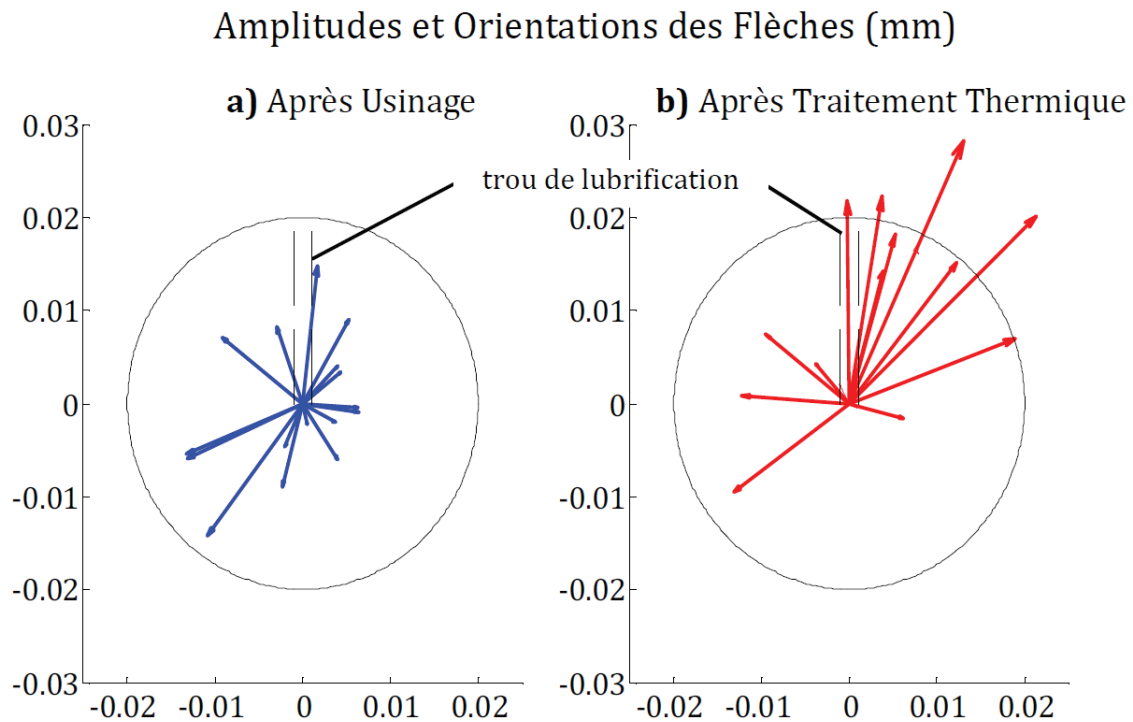 Amplitudes et Orientations des Flèches (mm)
a) Après Usinage
b) Après Traitement Thermique
trou de lubrification
0.03
0.02
0.01
0
-0.01
-0.02
-0.03
-0.02 -0.01 0 0.01 0.02
0.03
0.02
0.01
0
-0.01
-0.02
-0.03
-0.02 -0.01 0 0.01 0.02